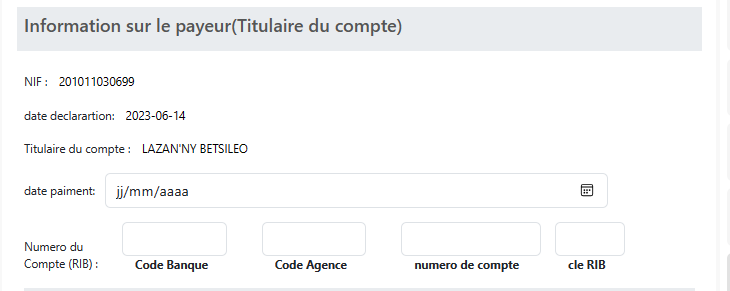 Information sur le payeur(Titulaire du compte)
NIF : 201011030699
date declarartion: 2023-06-14
Titulaire du compte : LAZAN'NY BETSILEO
date paiment: jj/mm/aaaa
Numero du
Compte (RIB) :
Code Banque Code Agence numero de compte cle RIB